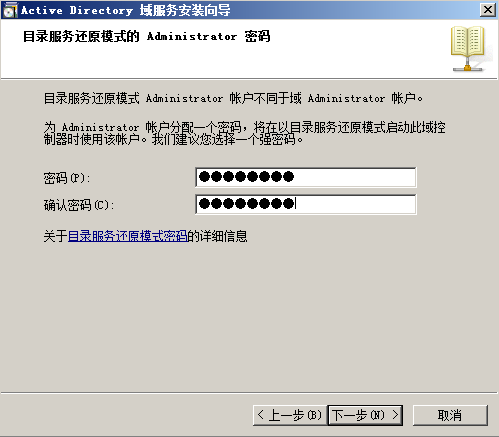 Active Directory 域服务安装向导
目录服务还原模式的 Administrator 密码
目录服务还原模式 Administrator 帐户不同于域 Administrator 帐户。
为 Administrator 帐户分配一个密码，将在以目录服务还原模式启动此域控
制器时使用该帐户。我们建议您选择一个强密码。
密码(P):
确认密码(C):
关于目录服务还原模式密码的详细信息
< 上一步(B) 下一步(N) > 取消